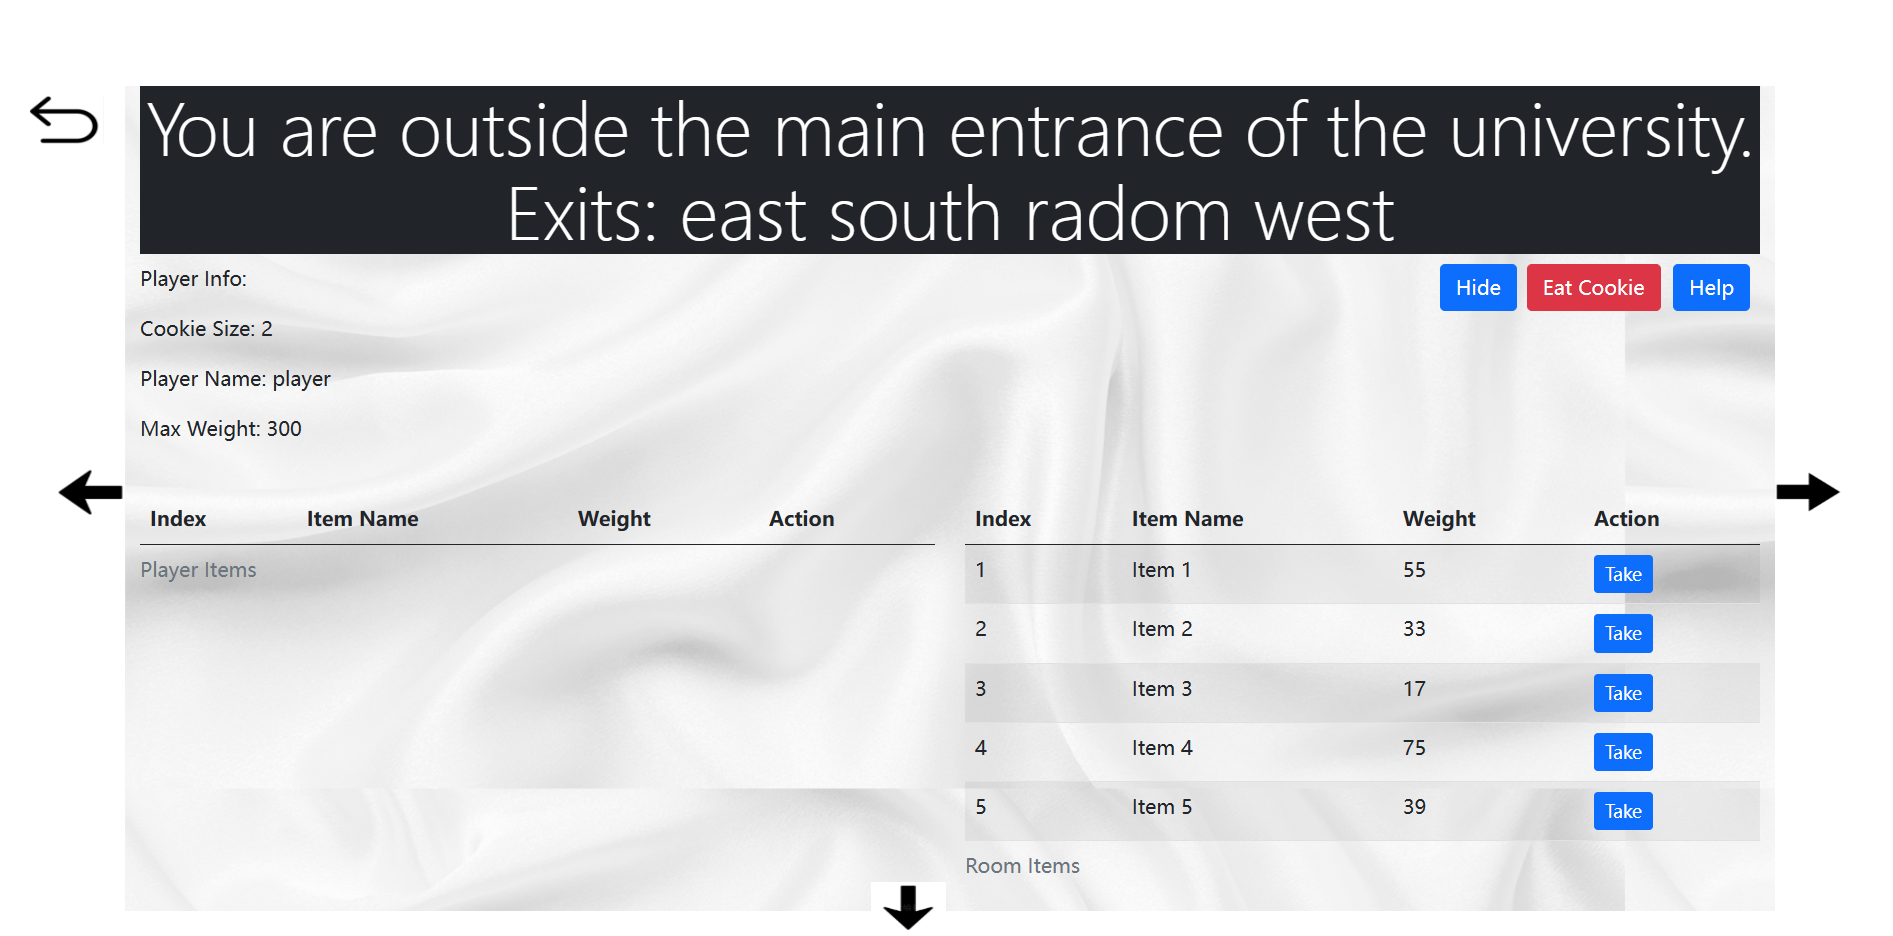 You are outside the main entrance of the university.
Exits: east south radom west
Player Info:
Hide Eat Cookie Help
Cookie Size: 2
Player Name: player
Max Weight: 300
Index Item Name Weight Action
Player Items
Index Item Name Weight Action
1 Item 1 55 Take
2 Item 2 33 Take
3 Item 3 17 Take
4 Item 4 75 Take
5 Item 5 39 Take
Room Items